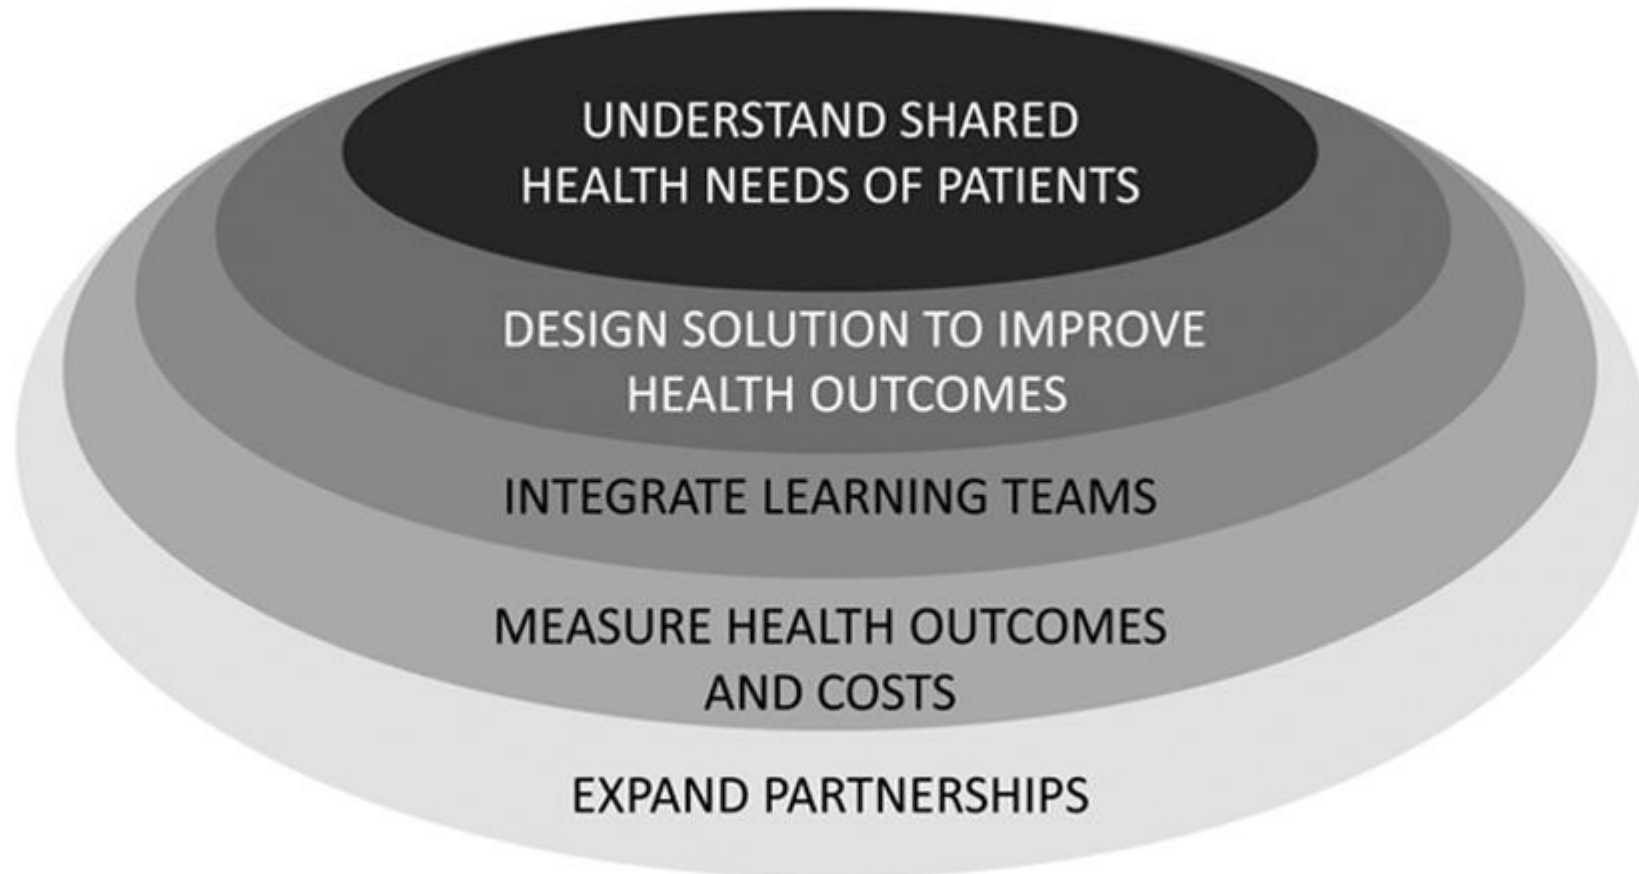 UNDERSTAND SHARED
HEALTH NEEDS OF PATIENTS
DESIGN SOLUTION TO IMPROVE
HEALTH OUTCOMES
INTEGRATE LEARNING TEAMS
MEASURE HEALTH OUTCOMES
AND COSTS
EXPAND PARTNERSHIPS